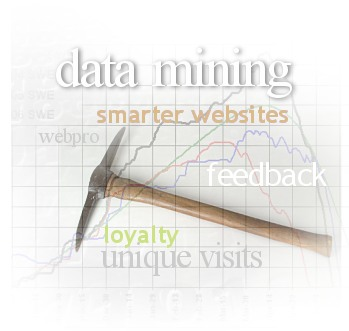 data mining
smarter websites
webpro
feedback
loyalty
unique visits